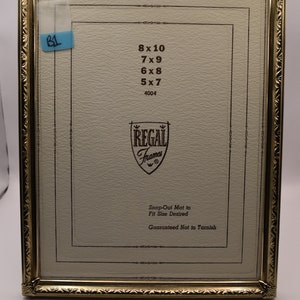 B1
8 x 10
7 x 9
6 x 8
5 x 7
4004
REGAL
Frames
®
Snap-Out Mat to
Fit Size Desired
Guaranteed Not to Tarnish